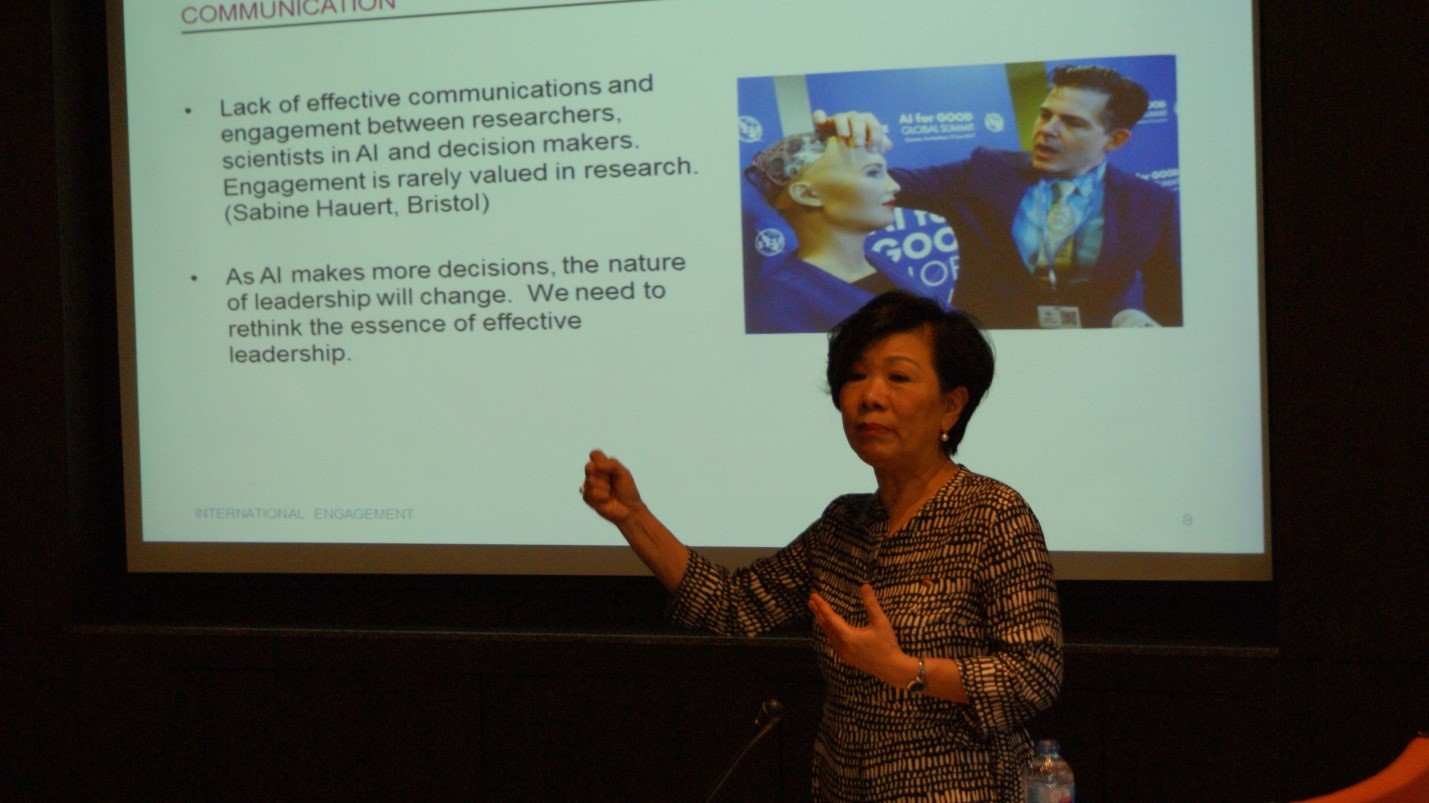 COMMUNICATION
• Lack of effective communications and
engagement between researchers,
scientists in AI and decision makers.
Engagement is rarely valued in research.
(Sabine Hauert, Bristol)
• As AI makes more decisions, the nature
of leadership will change. We need to
rethink the essence of effective
leadership.
AI for GOOD
GLOBAL SUMMIT
GOO
INTERNATIONAL ENGAGEMENT
8